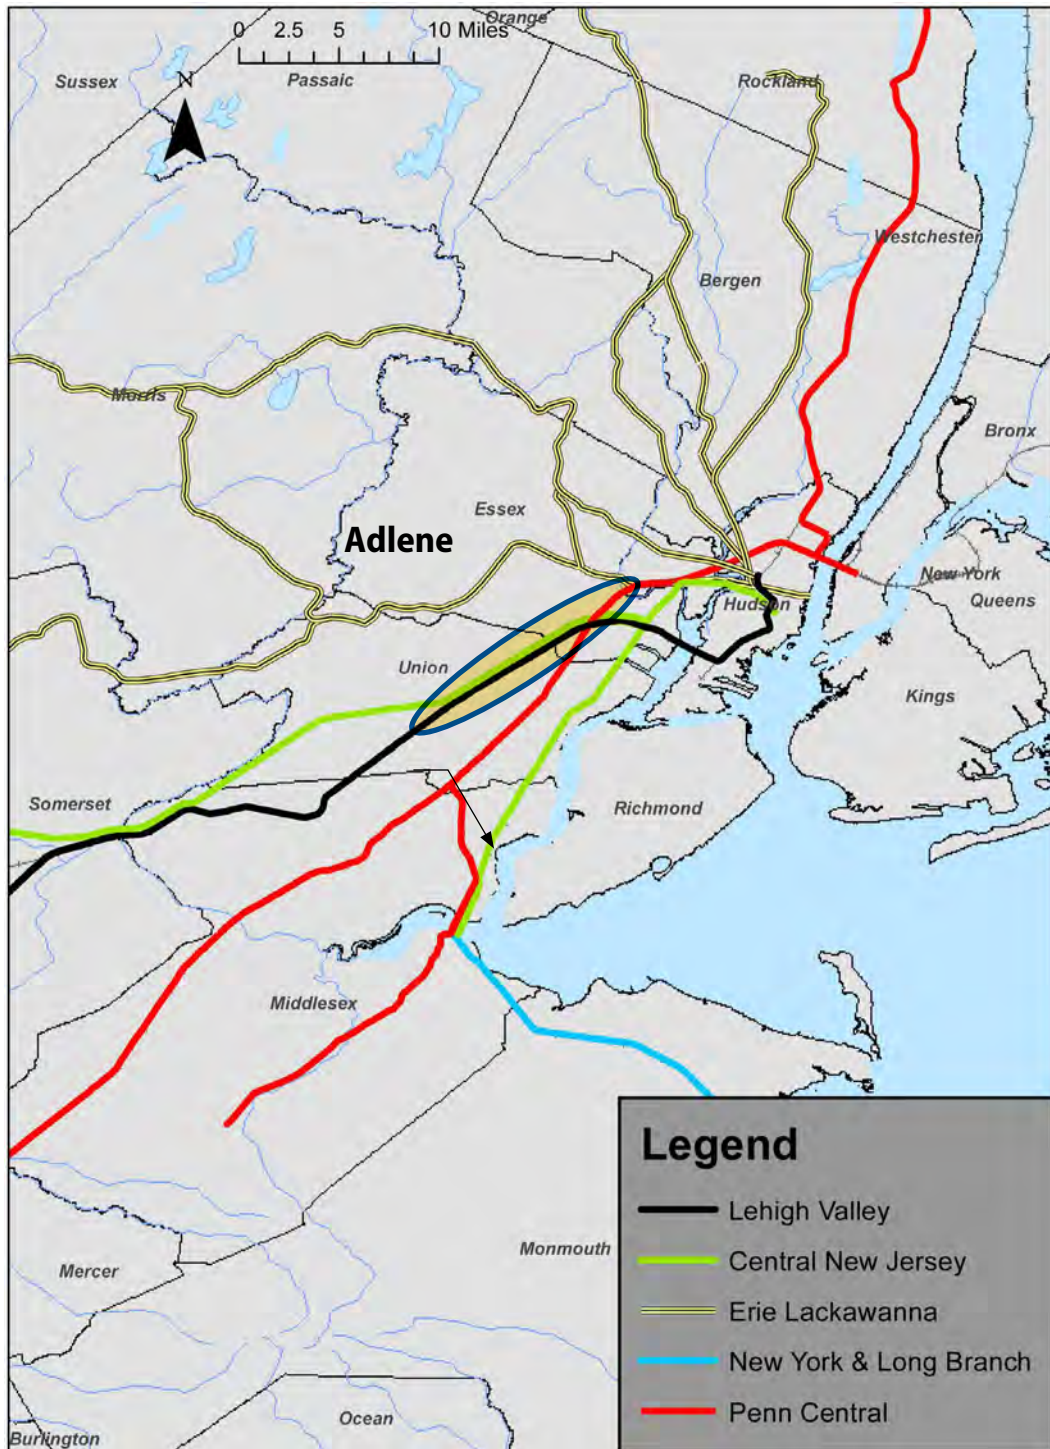 Orange
0 2.5 5 10 Miles
N
Sussex
Passaic
Rockland
Westchester
Bergen
Morris
Bronx
Essex
Adlene
New York
Queens
Hudson
Union
Kings
Somerset
Richmond
Middlesex
Monmouth
Mercer
Ocean
Burlington
Legend
Lehigh Valley
Central New Jersey
Erie Lackawanna
New York & Long Branch
Penn Central